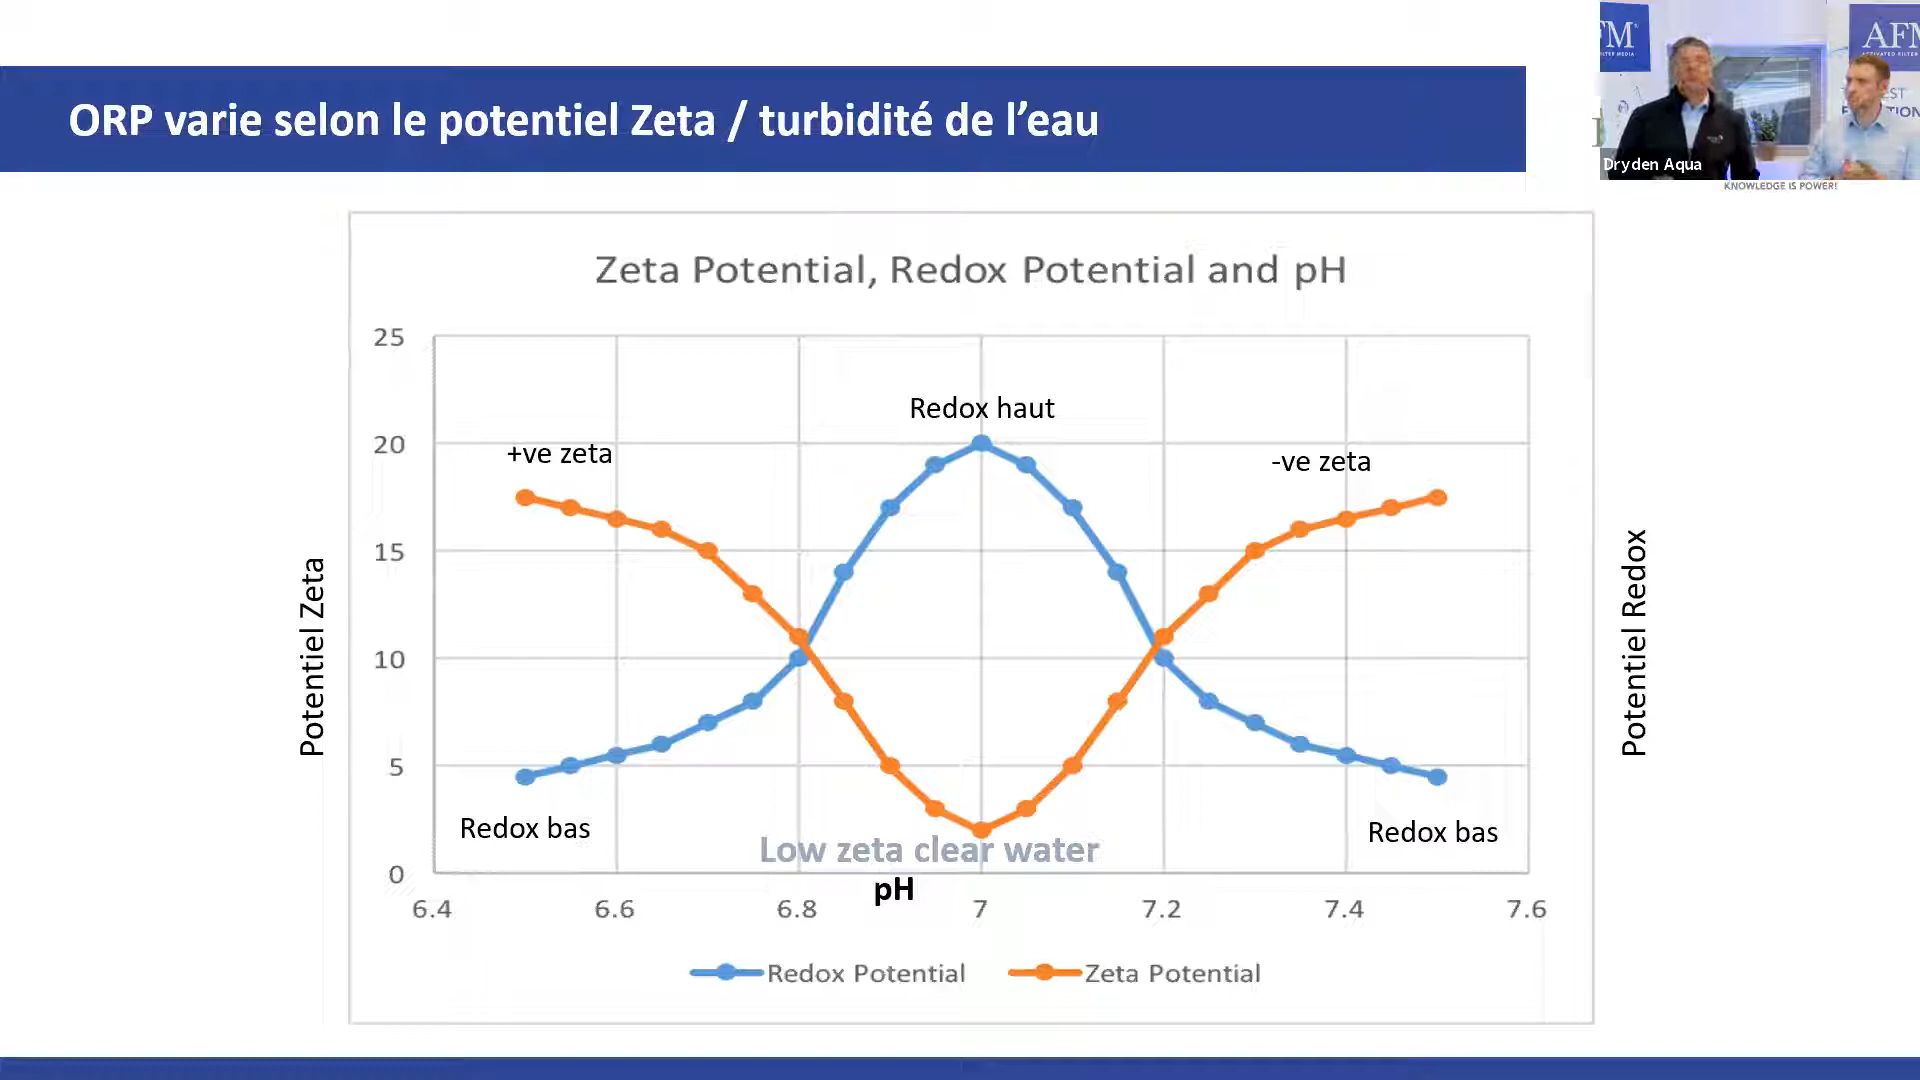 ORP varie selon le potentiel Zeta / turbidité de l’eau
FM
AFM
Dryden Aqua
KNOWLEDGE IS POWER!
Zeta Potential, Redox Potential and pH
25
20
15
10
5
0
Redox haut
+ve zeta
-ve zeta
Potentiel Zeta
Potentiel Redox
Redox bas
Redox bas
Low zeta clear water
pH
6.4 6.6 6.8 7 7.2 7.4 7.6
Redox Potential Zeta Potential